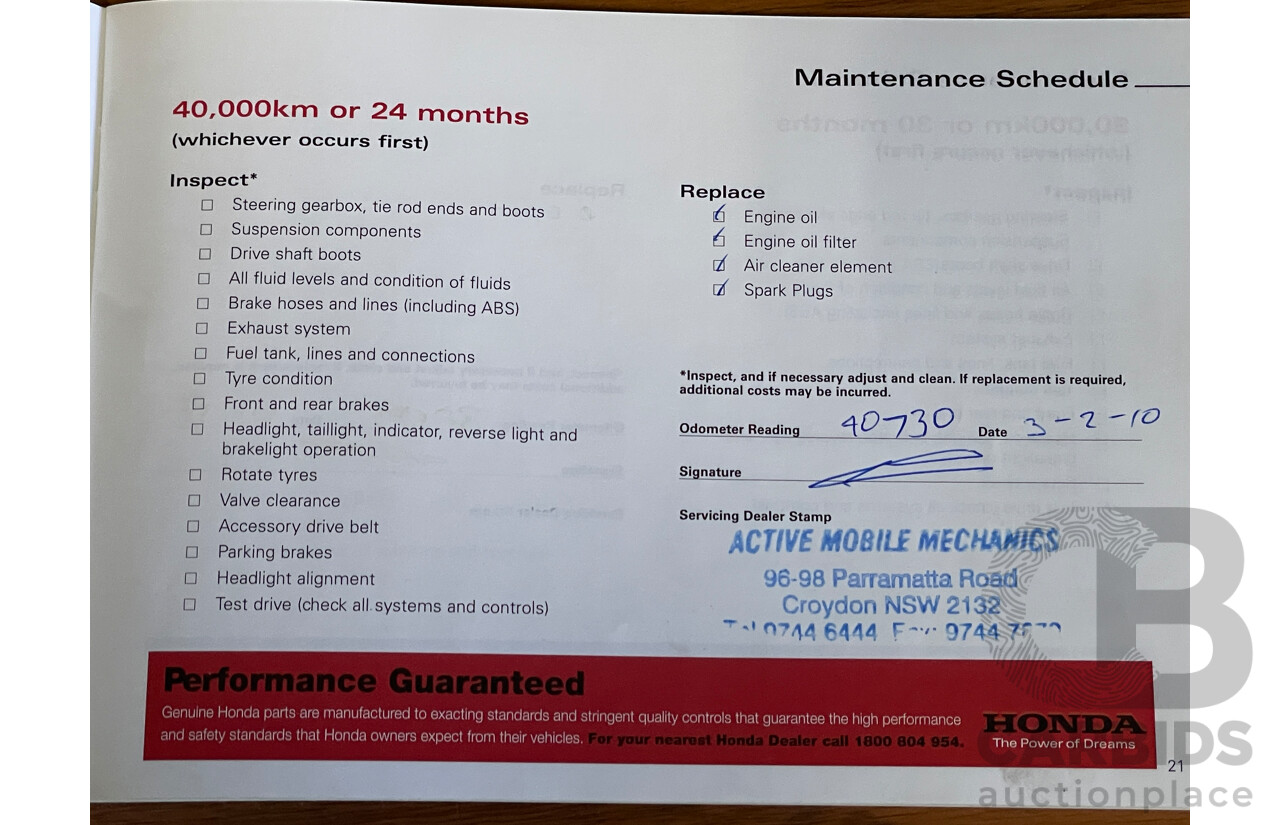 Maintenance Schedule
40,000km or 24 months
(whichever occurs first)
Inspect*
☐ Steering gearbox, tie rod ends and boots
☐ Suspension components
☐ Drive shaft boots
☐ All fluid levels and condition of fluids
☐ Brake hoses and lines (including ABS)
☐ Exhaust system
☐ Fuel tank, lines and connections
☐ Tyre condition
☐ Front and rear brakes
☐ Headlight, taillight, indicator, reverse light and
brakelight operation
☐ Rotate tyres
☐ Valve clearance
☐ Accessory drive belt
☐ Parking brakes
☐ Headlight alignment
☐ Test drive (check all systems and controls)
Replace
☑ Engine oil
☑ Engine oil filter
☑ Air cleaner element
☑ Spark Plugs
*Inspect, and if necessary adjust and clean. If replacement is required,
additional costs may be incurred.
Odometer Reading 40730 Date 3-2-10
Signature
Servicing Dealer Stamp
ACTIVE MOBILE MECHANICS
96-98 Parramatta Road
Croydon NSW 2132
9744 6444 9744
Performance Guaranteed
Genuine Honda parts are manufactured to exacting standards and stringent quality controls that guarantee the high performance
and safety standards that Honda owners expect from their vehicles. For your nearest Honda Dealer call 1800 804 954.
HONDA
The Power of Dreams
21
CARBIDS
auctionplace